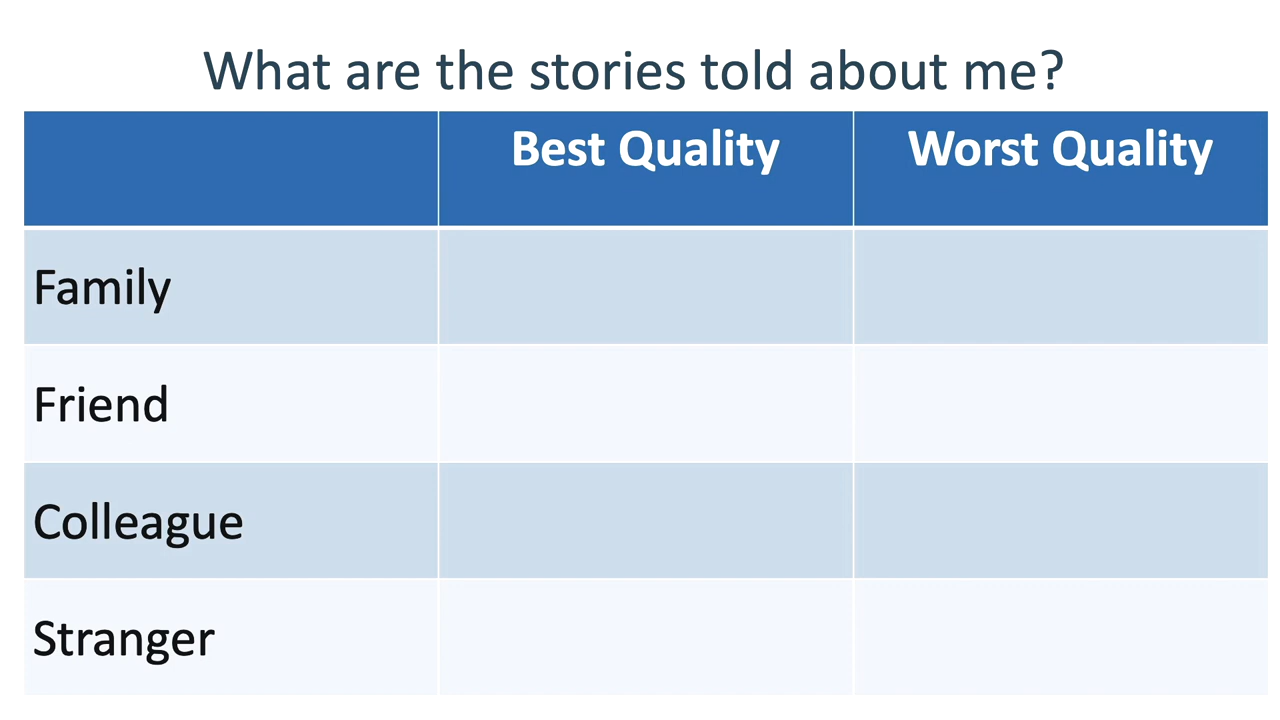 What are the stories told about me?
Best Quality Worst Quality
Family
Friend
Colleague
Stranger